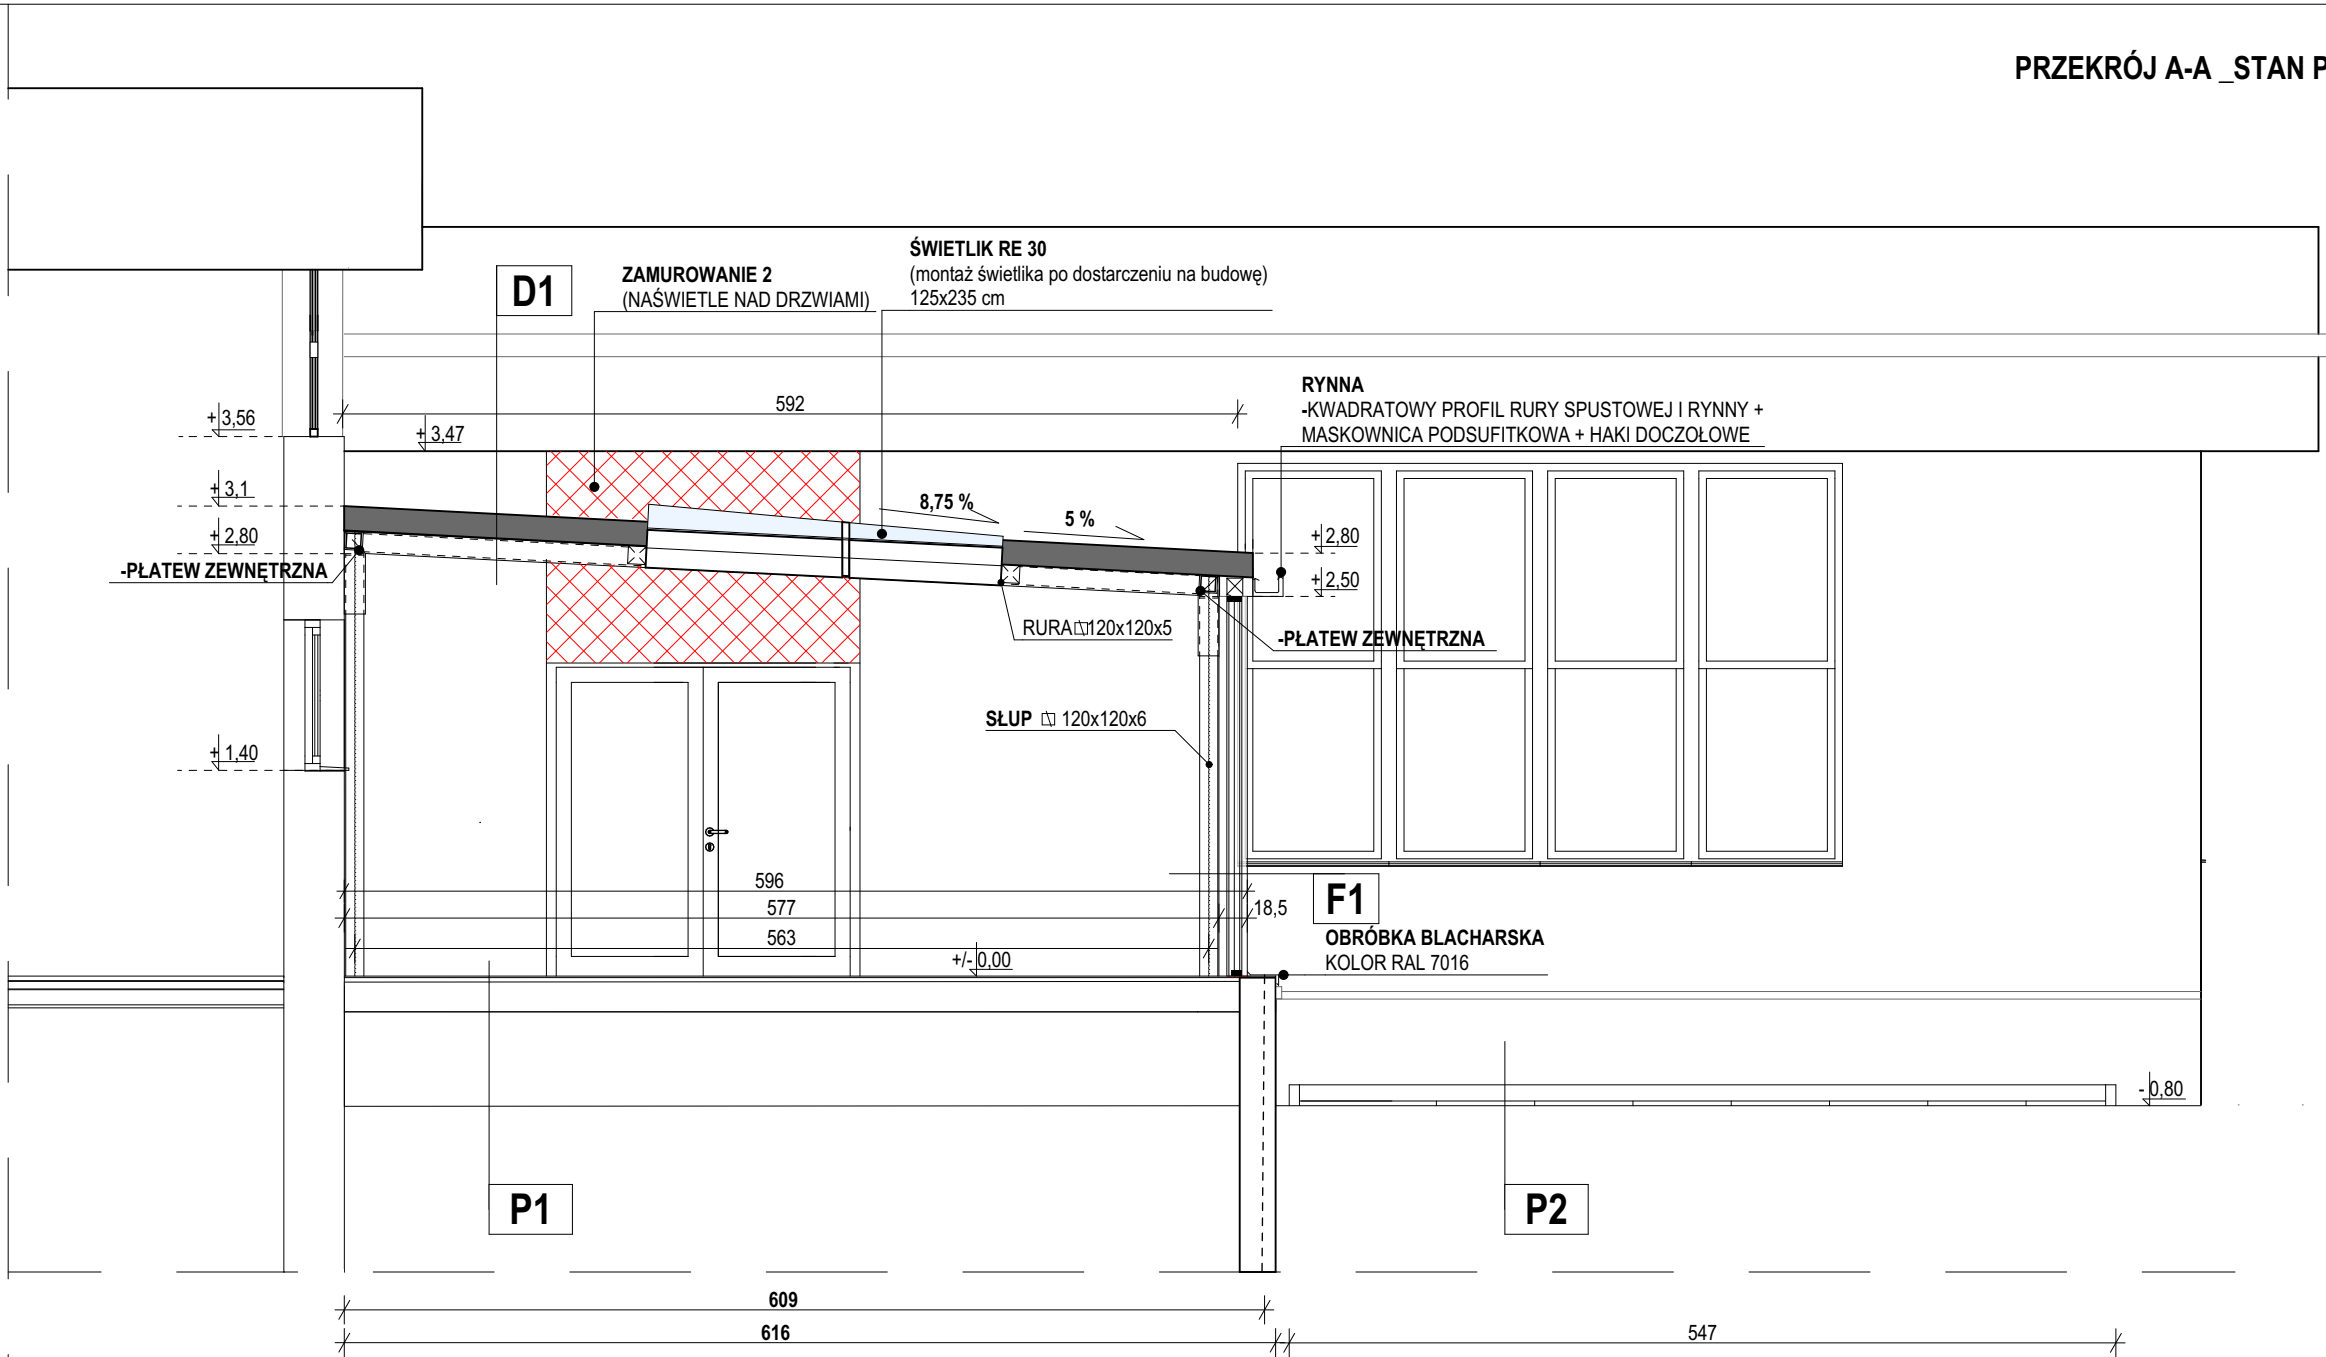 PRZEKRÓJ A-A _STAN P
ŚWIETLIK RE 30
(montaż świetlika po dostarczeniu na budowę)
125x235 cm
D1
ZAMUROWANIE 2
(NAŚWIETLE NAD DRZWIAMI)
RYNNA
-KWADRATOWY PROFIL RURY SPUSTOWEJ I RYNNY +
MASKOWNICA PODSUFITKOWA + HAKI DOCZOŁOWE
592
+ 3,56
+ 3,47
+ 3,1
8,75 %
5 %
+ 2,80
+ 2,80
-PŁATEW ZEWNĘTRZNA
+ 2,50
RURA 120x120x5
-PŁATEW ZEWNĘTRZNA
SŁUP 120x120x6
+ 1,40
596
577
18,5
F1
563
OBRÓBKA BLACHARSKA
KOLOR RAL 7016
+/- 0,00
- 0,80
P1
P2
609
616
547